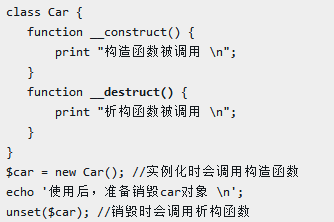 class Car {
   function __construct() {
       print "构造函数被调用 \n";
   }
   function __destruct() {
       print "析构函数被调用 \n";
   }
}
$car = new Car(); //实例化时会调用构造函数
echo '使用后，准备销毁car对象 \n';
unset($car); //销毁时会调用析构函数